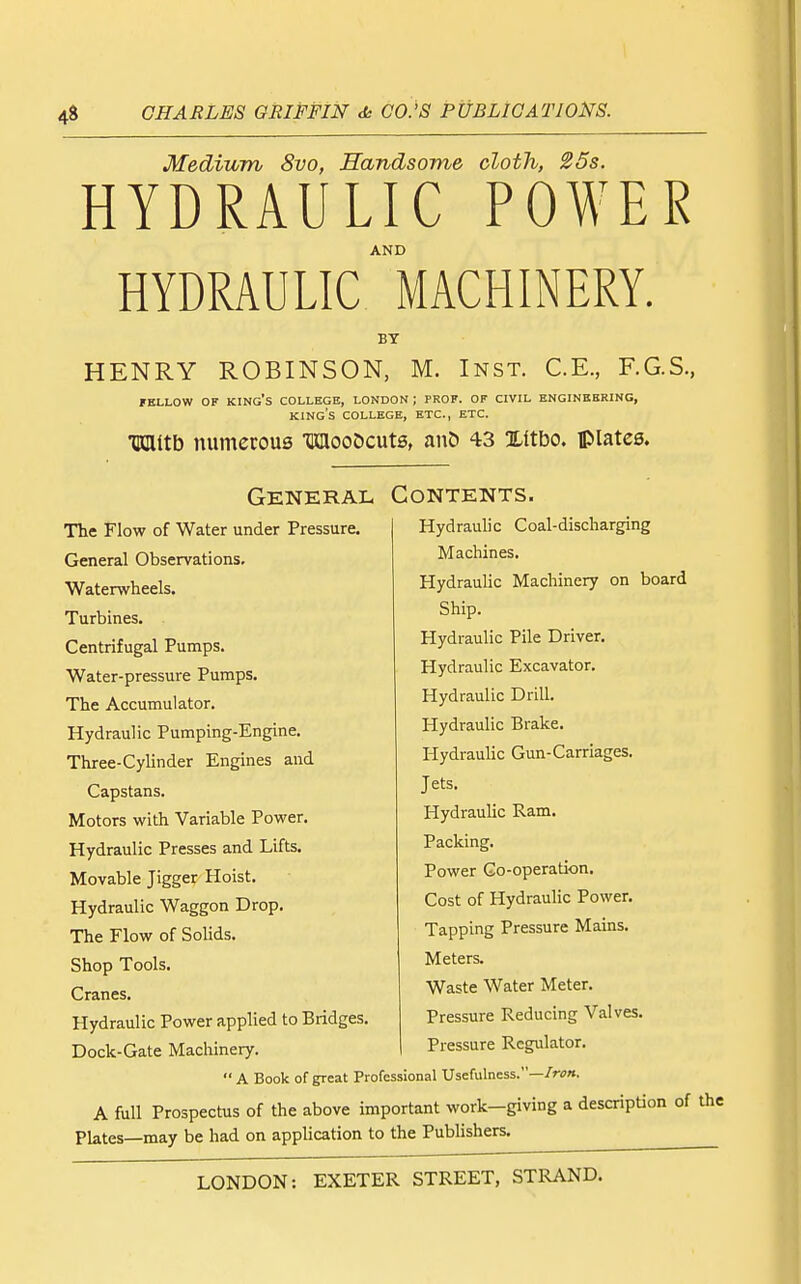 48 CHARLES GRIFFIN & CO.'S PUBLICATIONS.
Medium 8vo, Handsome cloth, 25s.
HYDRAULIC POWER
AND
HYDRAULIC MACHINERY.
BY
HENRY ROBINSON, M. INST. C.E., F.G.S.,
FELLOW OF KING'S COLLEGE, LONDON; PROF. OF CIVIL ENGINEERING,
KING'S COLLEGE, ETC., ETC.
With numerous Woodcuts, and 43 Litho. Plates.
GENERAL CONTENTS.
The Flow of Water under Pressure.
General Observations.
Waterwheels.
Turbines.
Centrifugal Pumps.
Water-pressure Pumps.
The Accumulator.
Hydraulic Pumping-Engine.
Three-Cylinder Engines and
Capstans.
Motors with Variable Power.
Hydraulic Presses and Lifts.
Movable Jigger Hoist.
Hydraulic Waggon Drop.
The Flow of Solids.
Shop Tools.
Cranes.
Hydraulic Power applied to Bridges.
Dock-Gate Machinery.
Hydraulic Coal-discharging
Machines.
Hydraulic Machinery on board
Ship.
Hydraulic Pile Driver.
Hydraulic Excavator.
Hydraulic Drill.
Hydraulic Brake.
Hydraulic Gun-Carriages.
Jets.
Hydraulic Ram.
Packing.
Power Co-operation.
Cost of Hydraulic Power.
Tapping Pressure Mains.
Meters.
Waste Water Meter.
Pressure Reducing Valves.
Pressure Regulator.
"A Book of great Professional Usefulness."—Iron.
A full Prospectus of the above important work—giving a description of the
Plates—may be had on application to the Publishers.
LONDON: EXETER STREET, STRAND.